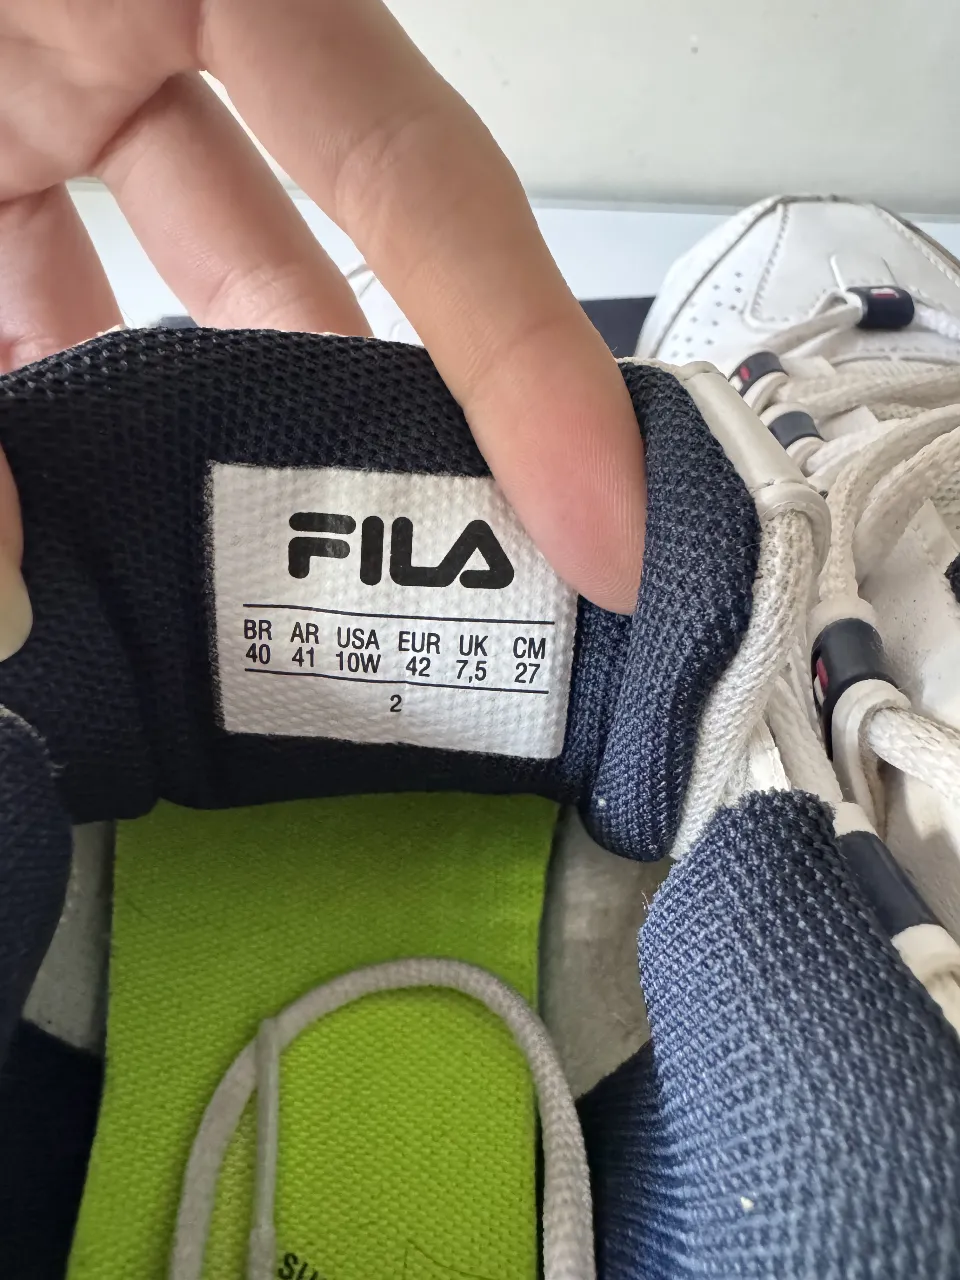 FILA
BR AR USA EUR UK CM
40 41 10W 42 7,5 27
2